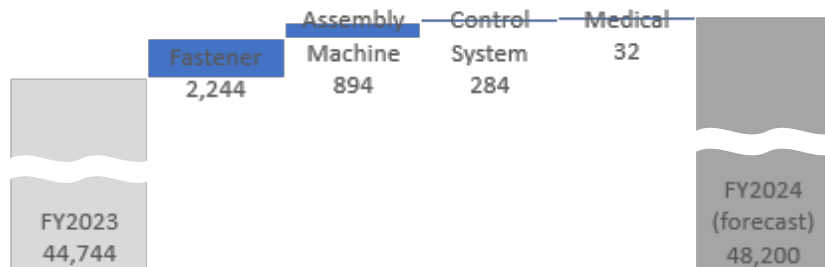 FY2023
44,744
Fastener
2,244
Assembly
Machine
894
Control
System
284
Medical
32
FY2024
(forecast)
48,200